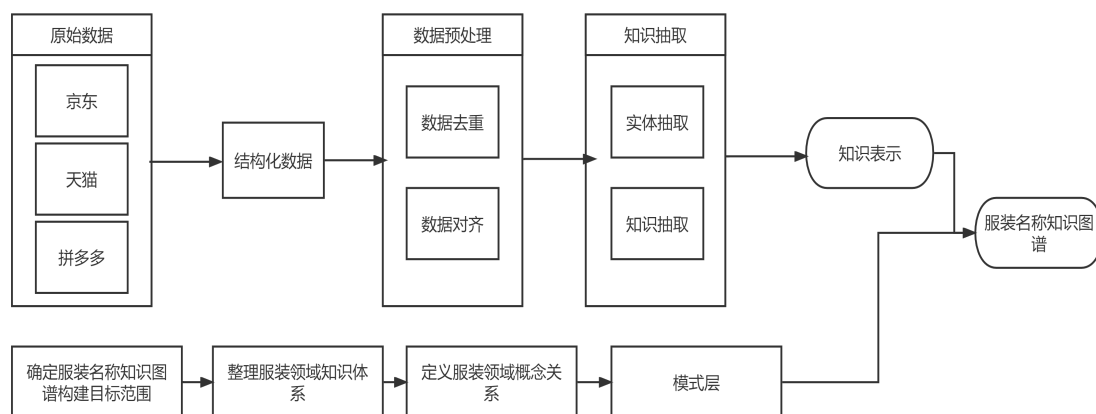 原始数据
京东
天猫
拼多多
结构化数据
数据预处理
数据去重
数据对齐
知识抽取
实体抽取
知识抽取
知识表示
服装名称知识图
谱
确定服装名称知识图
谱构建目标范围
整理服装领域知识体
系
定义服装领域概念关
系
模式层